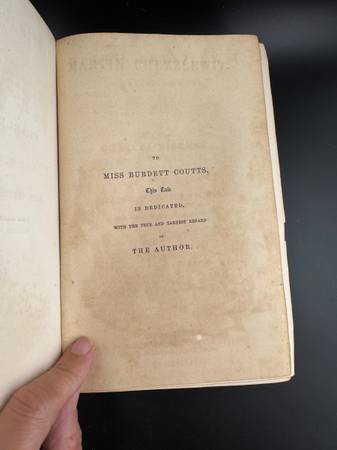 TO
MISS BURDETT COUTTS,
This Tale
IS DEDICATED,
WITH THE TRUE AND EARNEST REGARD
OF
THE AUTHOR.